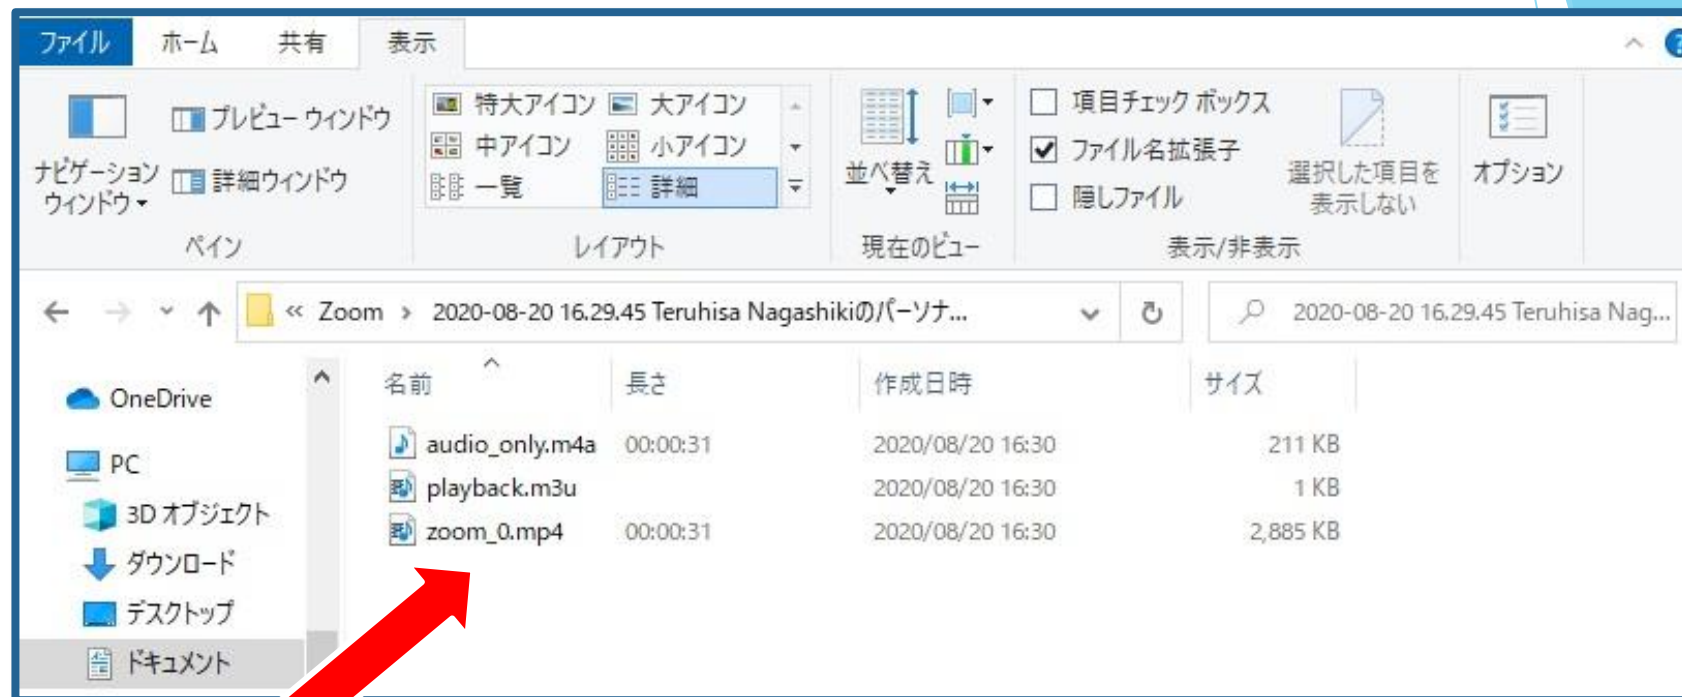 ファイル ホーム 共有 表示
ナビゲーション
ウィンドウ
プレビュー ウィンドウ
詳細ウィンドウ
ペイン
特大アイコン 大アイコン
中アイコン 小アイコン
一覧 詳細
レイアウト
並べ替え
現在のビュー
項目チェック ボックス
ファイル名拡張子
隠しファイル
選択した項目を
表示しない
表示/非表示
オプション
« Zoom › 2020-08-20 16.29.45 Teruhisa Nagashikiのパーソナ...
2020-08-20 16.29.45 Teruhisa Nag...
OneDrive
PC
3D オブジェクト
ダウンロード
デスクトップ
ドキュメント
名前 長さ 作成日時 サイズ
audio_only.m4a 00:00:31 2020/08/20 16:30 211 KB
playback.m3u 2020/08/20 16:30 1 KB
zoom_0.mp4 00:00:31 2020/08/20 16:30 2,885 KB